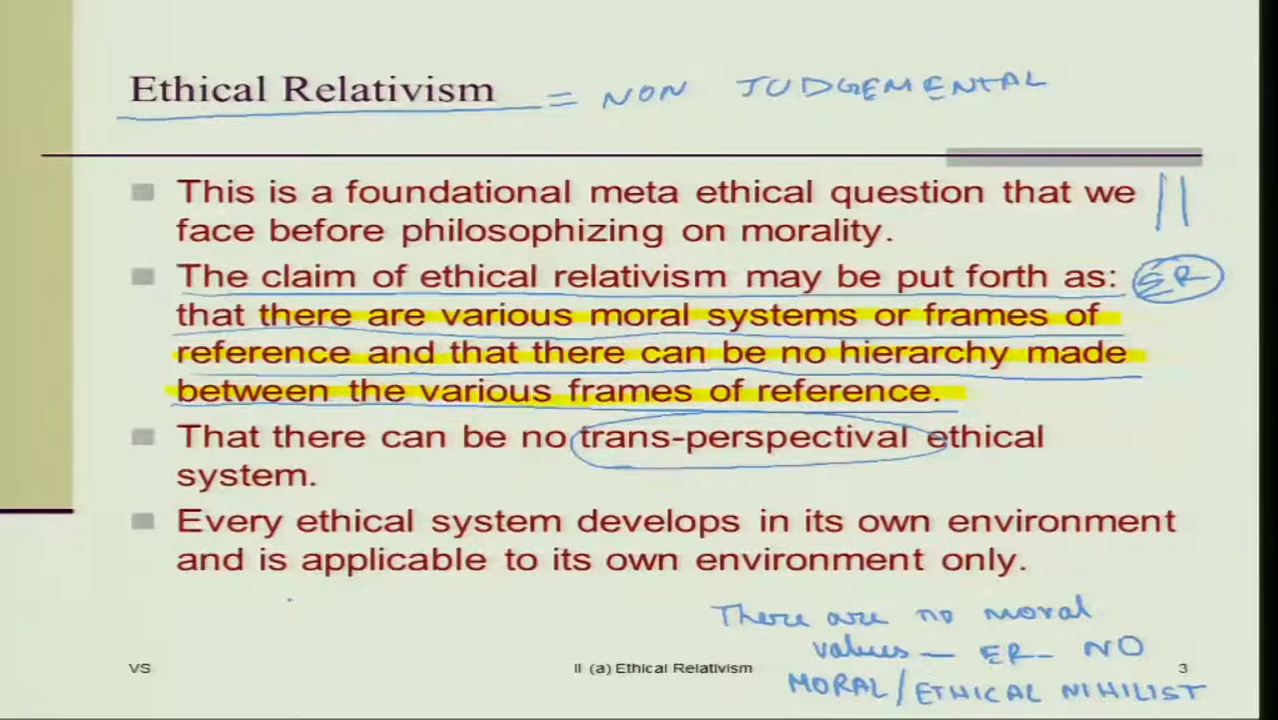 Ethical Relativism = NON JUDGEMENTAL
This is a foundational meta ethical question that we
face before philosophizing on morality.
The claim of ethical relativism may be put forth as: ER
that there are various moral systems or frames of
reference and that there can be no hierarchy made
between the various frames of reference.
That there can be no trans-perspectival ethical
system.
Every ethical system develops in its own environment
and is applicable to its own environment only.
There are no moral
values — ER - NO
MORAL/ETHICAL NIHILIST
VS II (a) Ethical Relativism 3